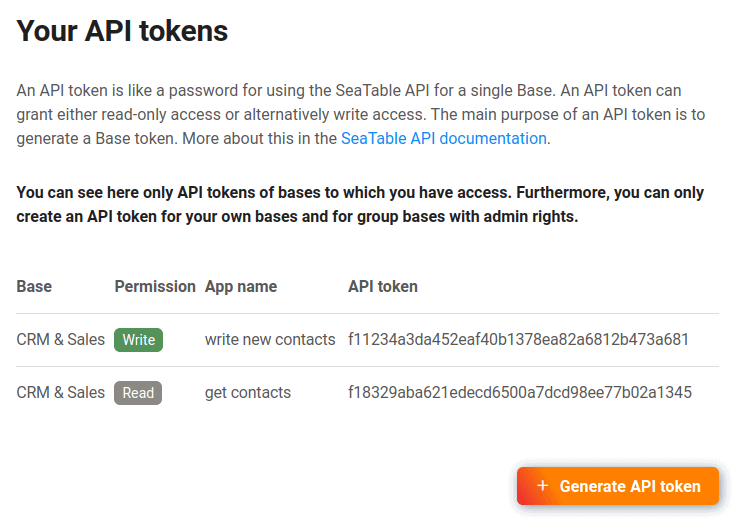 Your API tokens
An API token is like a password for using the SeaTable API for a single Base. An API token can
grant either read-only access or alternatively write access. The main purpose of an API token is to
generate a Base token. More about this in the SeaTable API documentation.
You can see here only API tokens of bases to which you have access. Furthermore, you can only
create an API token for your own bases and for group bases with admin rights.
Base Permission App name API token
CRM & Sales Write write new contacts f11234a3da452eaf40b1378ea82a6812b473a681
CRM & Sales Read get contacts f18329aba621edecd6500a7dcd98ee77b02a1345
+ Generate API token